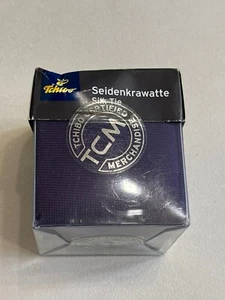 Tchibo
Seidenkrawatte
Silk Tie
TCHIBO CERTIFIED
TCM
MERCHANDISE